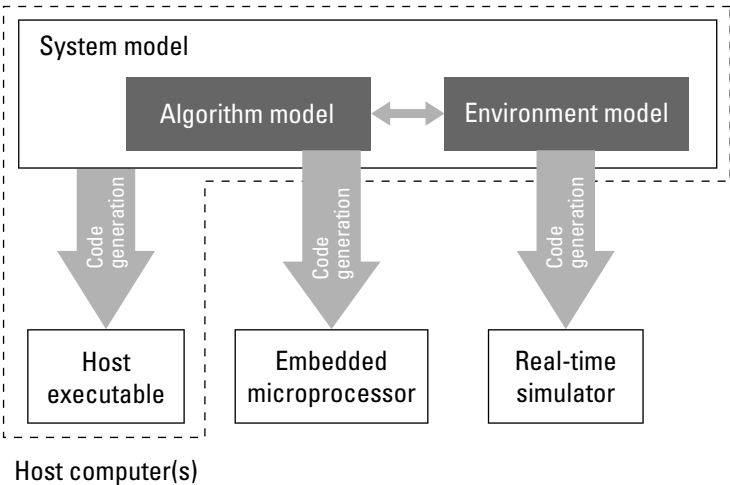 System model
Algorithm model
Environment model
Code
generation
Code
generation
Code
generation
Host
executable
Embedded
microprocessor
Real-time
simulator
Host computer(s)